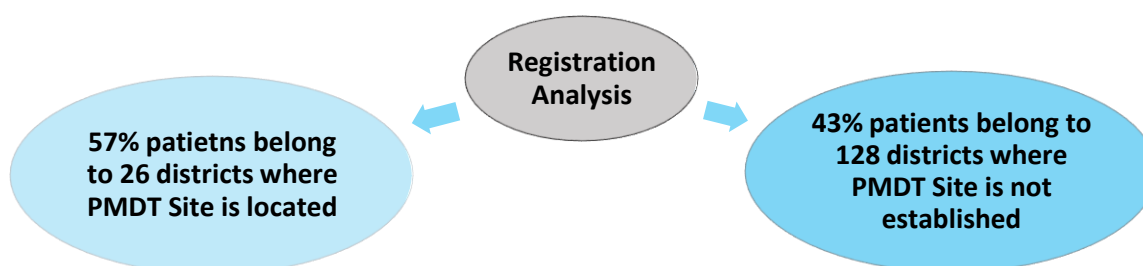 Registration
Analysis
57% patietns belong
to 26 districts where
PMDT Site is located
43% patients belong to
128 districts where
PMDT Site is not
established